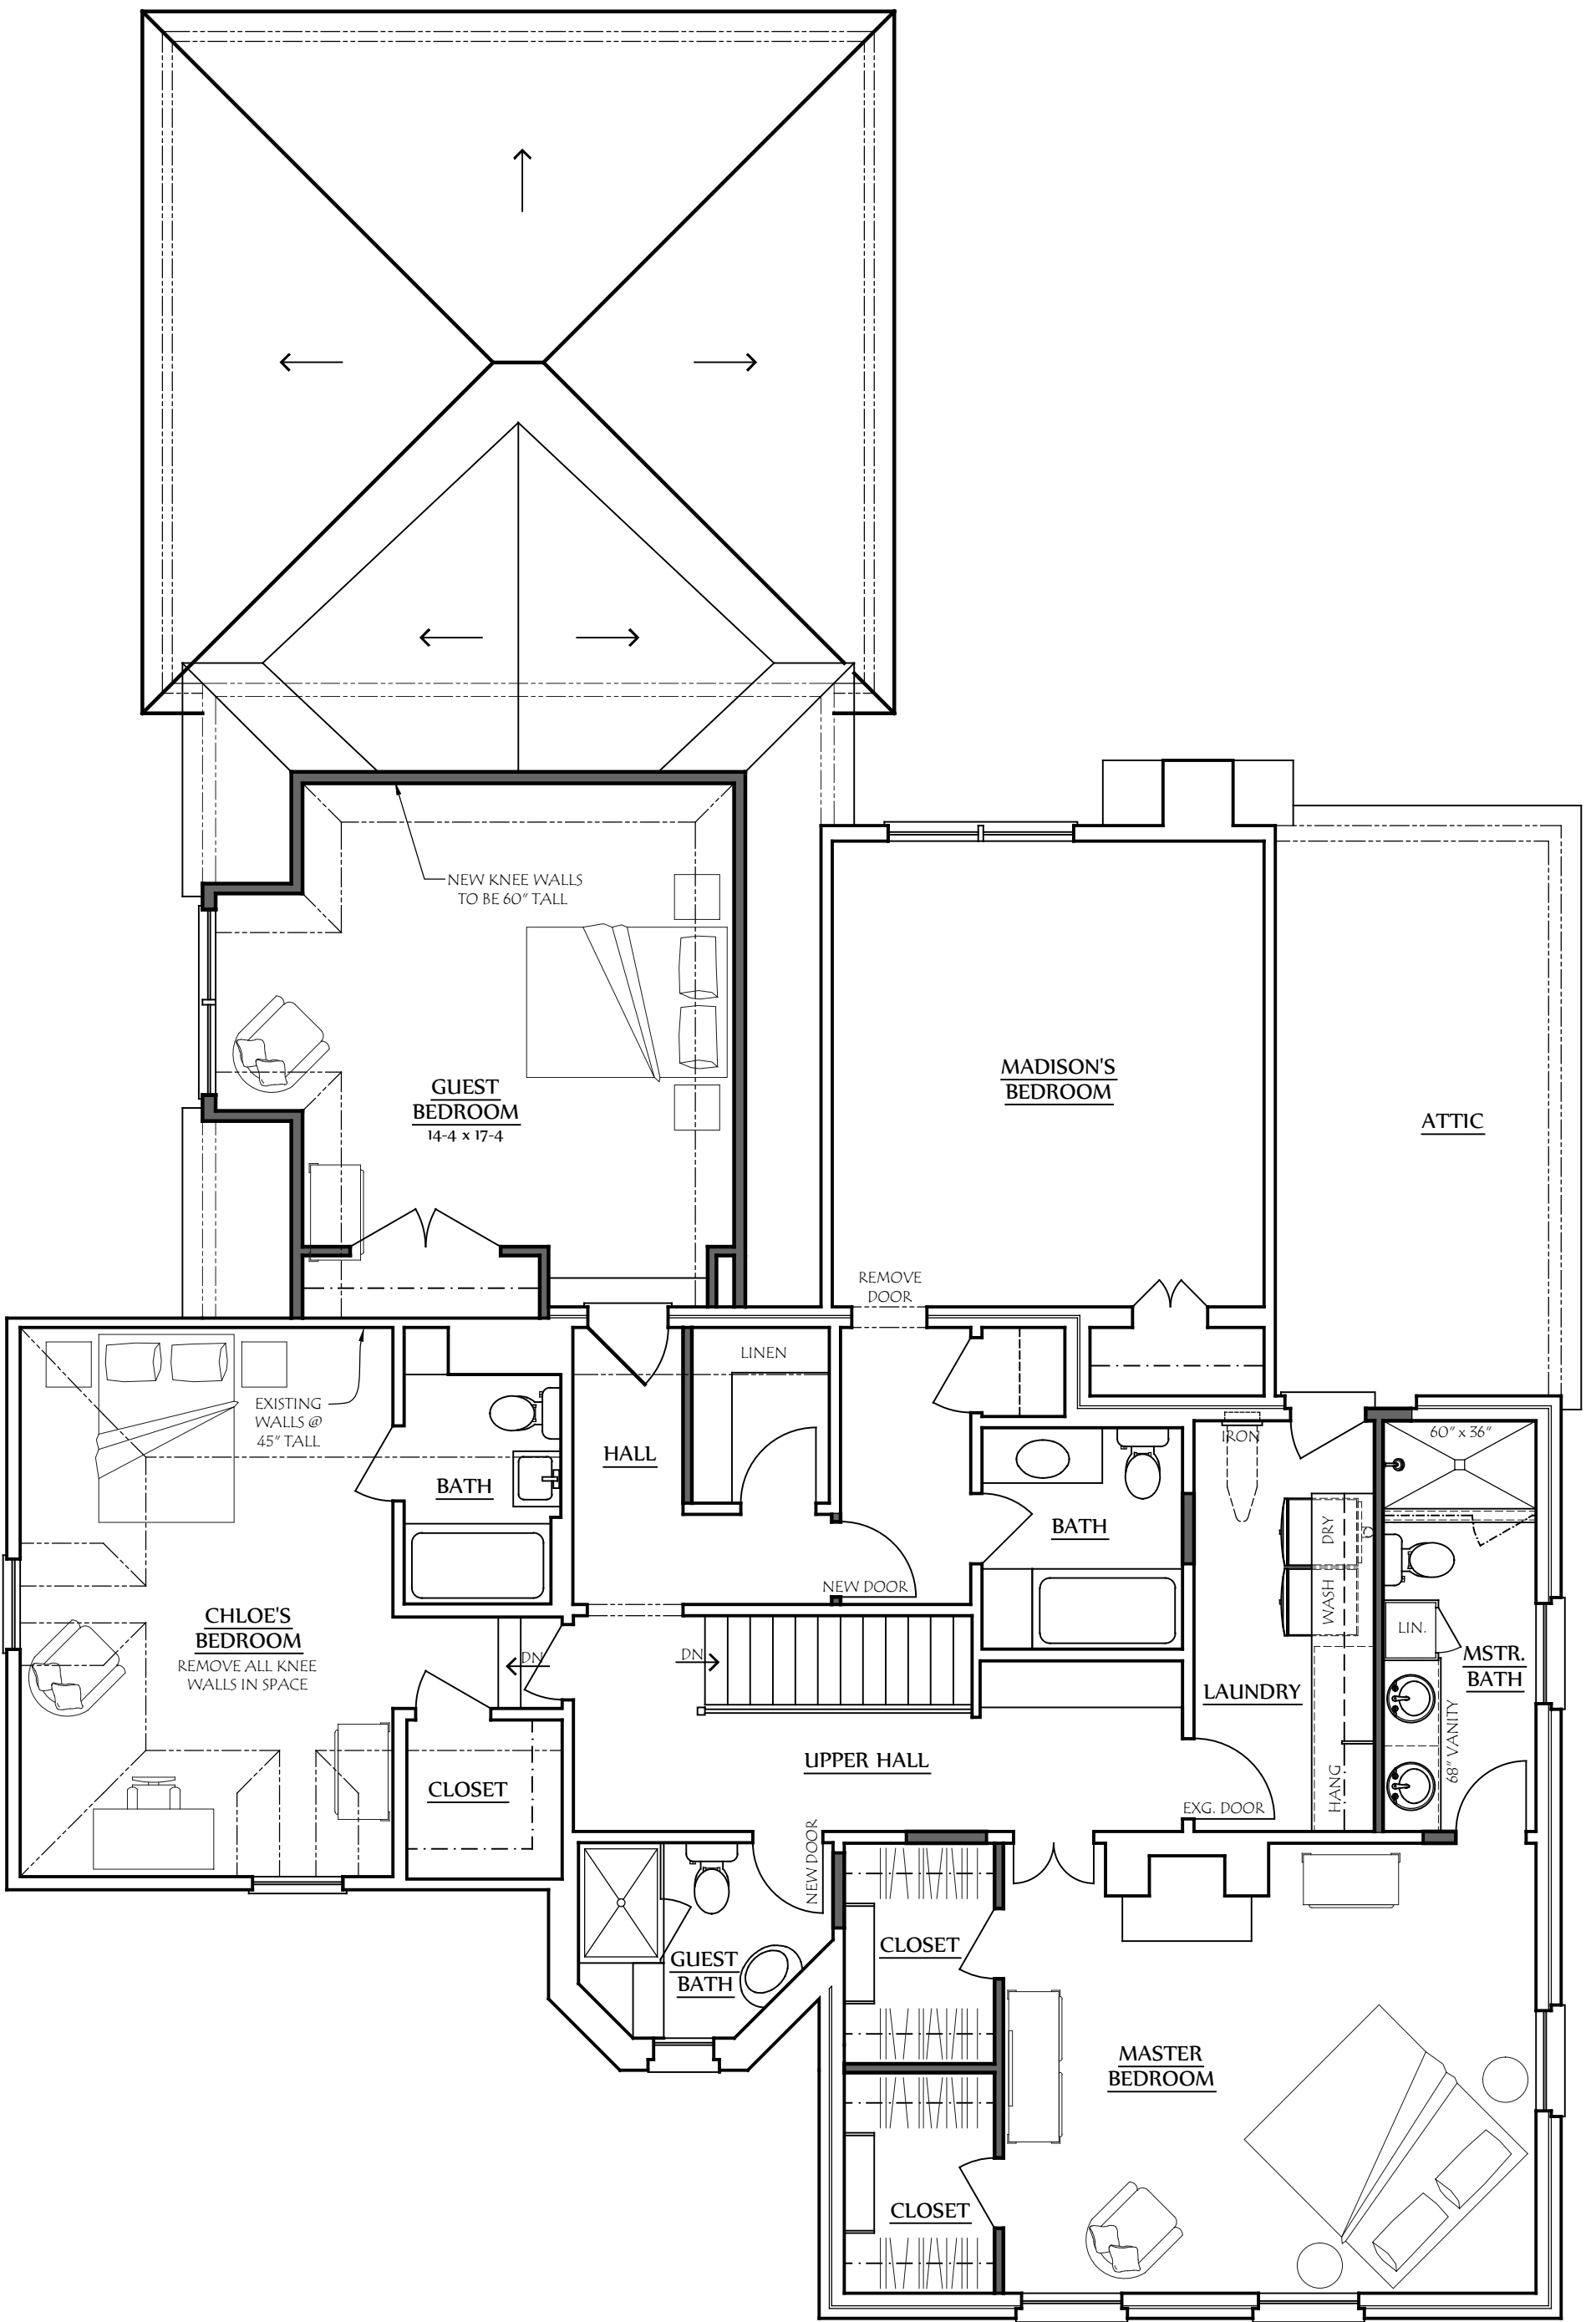 NEW KNEE WALLS
TO BE 60" TALL
GUEST
BEDROOM
14-4 x 17-4
MADISON'S
BEDROOM
ATTIC
REMOVE
DOOR
LINEN
EXISTING
WALLS @
45" TALL
HALL
BATH
IRON
60" x 36"
BATH
DRY
WASH
NEW DOOR
CHLOE'S
BEDROOM
REMOVE ALL KNEE
WALLS IN SPACE
DN
DN
LIN.
MSTR.
BATH
LAUNDRY
68" VANITY
UPPER HALL
CLOSET
HANG
EXG. DOOR
NEW DOOR
GUEST
BATH
CLOSET
MASTER
BEDROOM
CLOSET